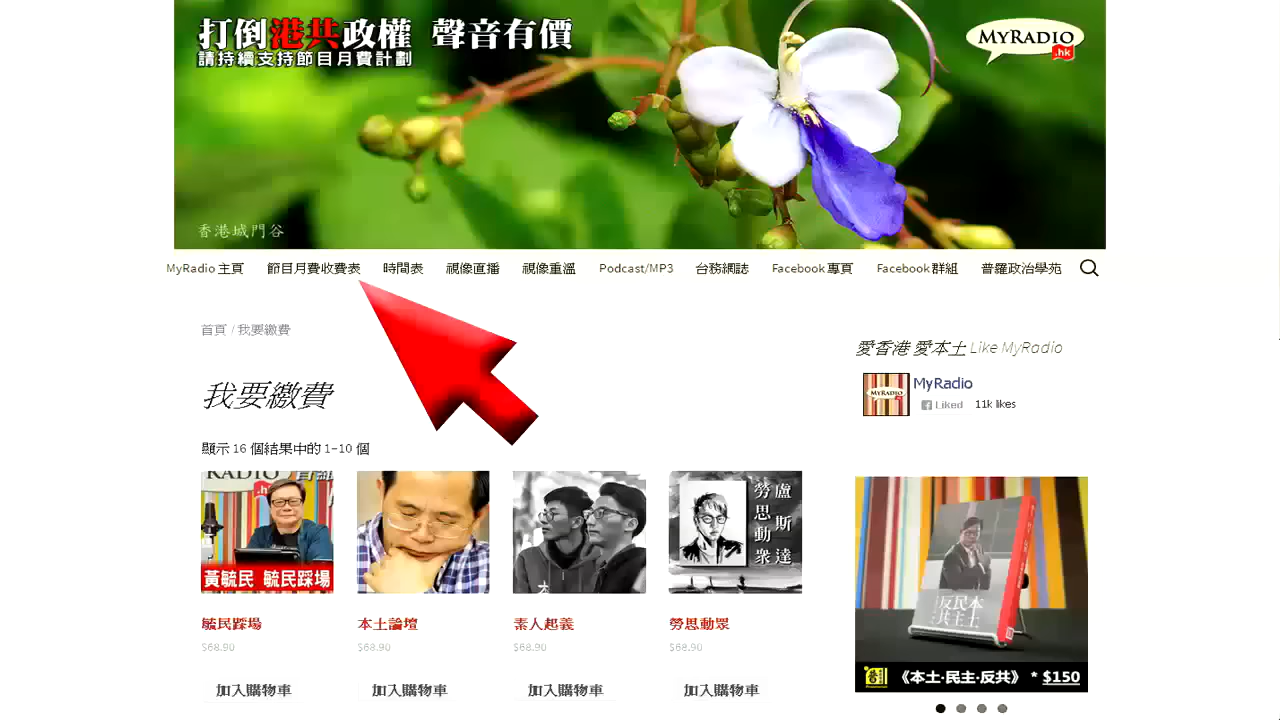 打倒港共政權 聲音有價
請持續支持節目月費計劃
MYRADIO
.hk
香港城門谷
MyRadio 主頁 節目月費收費表 時間表 視像直播 視像重溫 Podcast/MP3 台務網誌 Facebook 專頁 Facebook 群組 普羅政治學苑
首頁 / 我要繳費
愛香港 愛本土 Like MyRadio
MyRadio
MYRADIO
Liked 11k likes
我要繳費
顯示 16 個結果中的 1–10 個
RADIO
黃毓民 毓民踩場
盧斯達
勞思動眾
本土
民主
反共
毓民踩場 本土論壇 素人起義 勞思動眾
$68.90 $68.90 $68.90 $68.90
《本土·民主·反共》 * $150
加入購物車 加入購物車 加入購物車 加入購物車